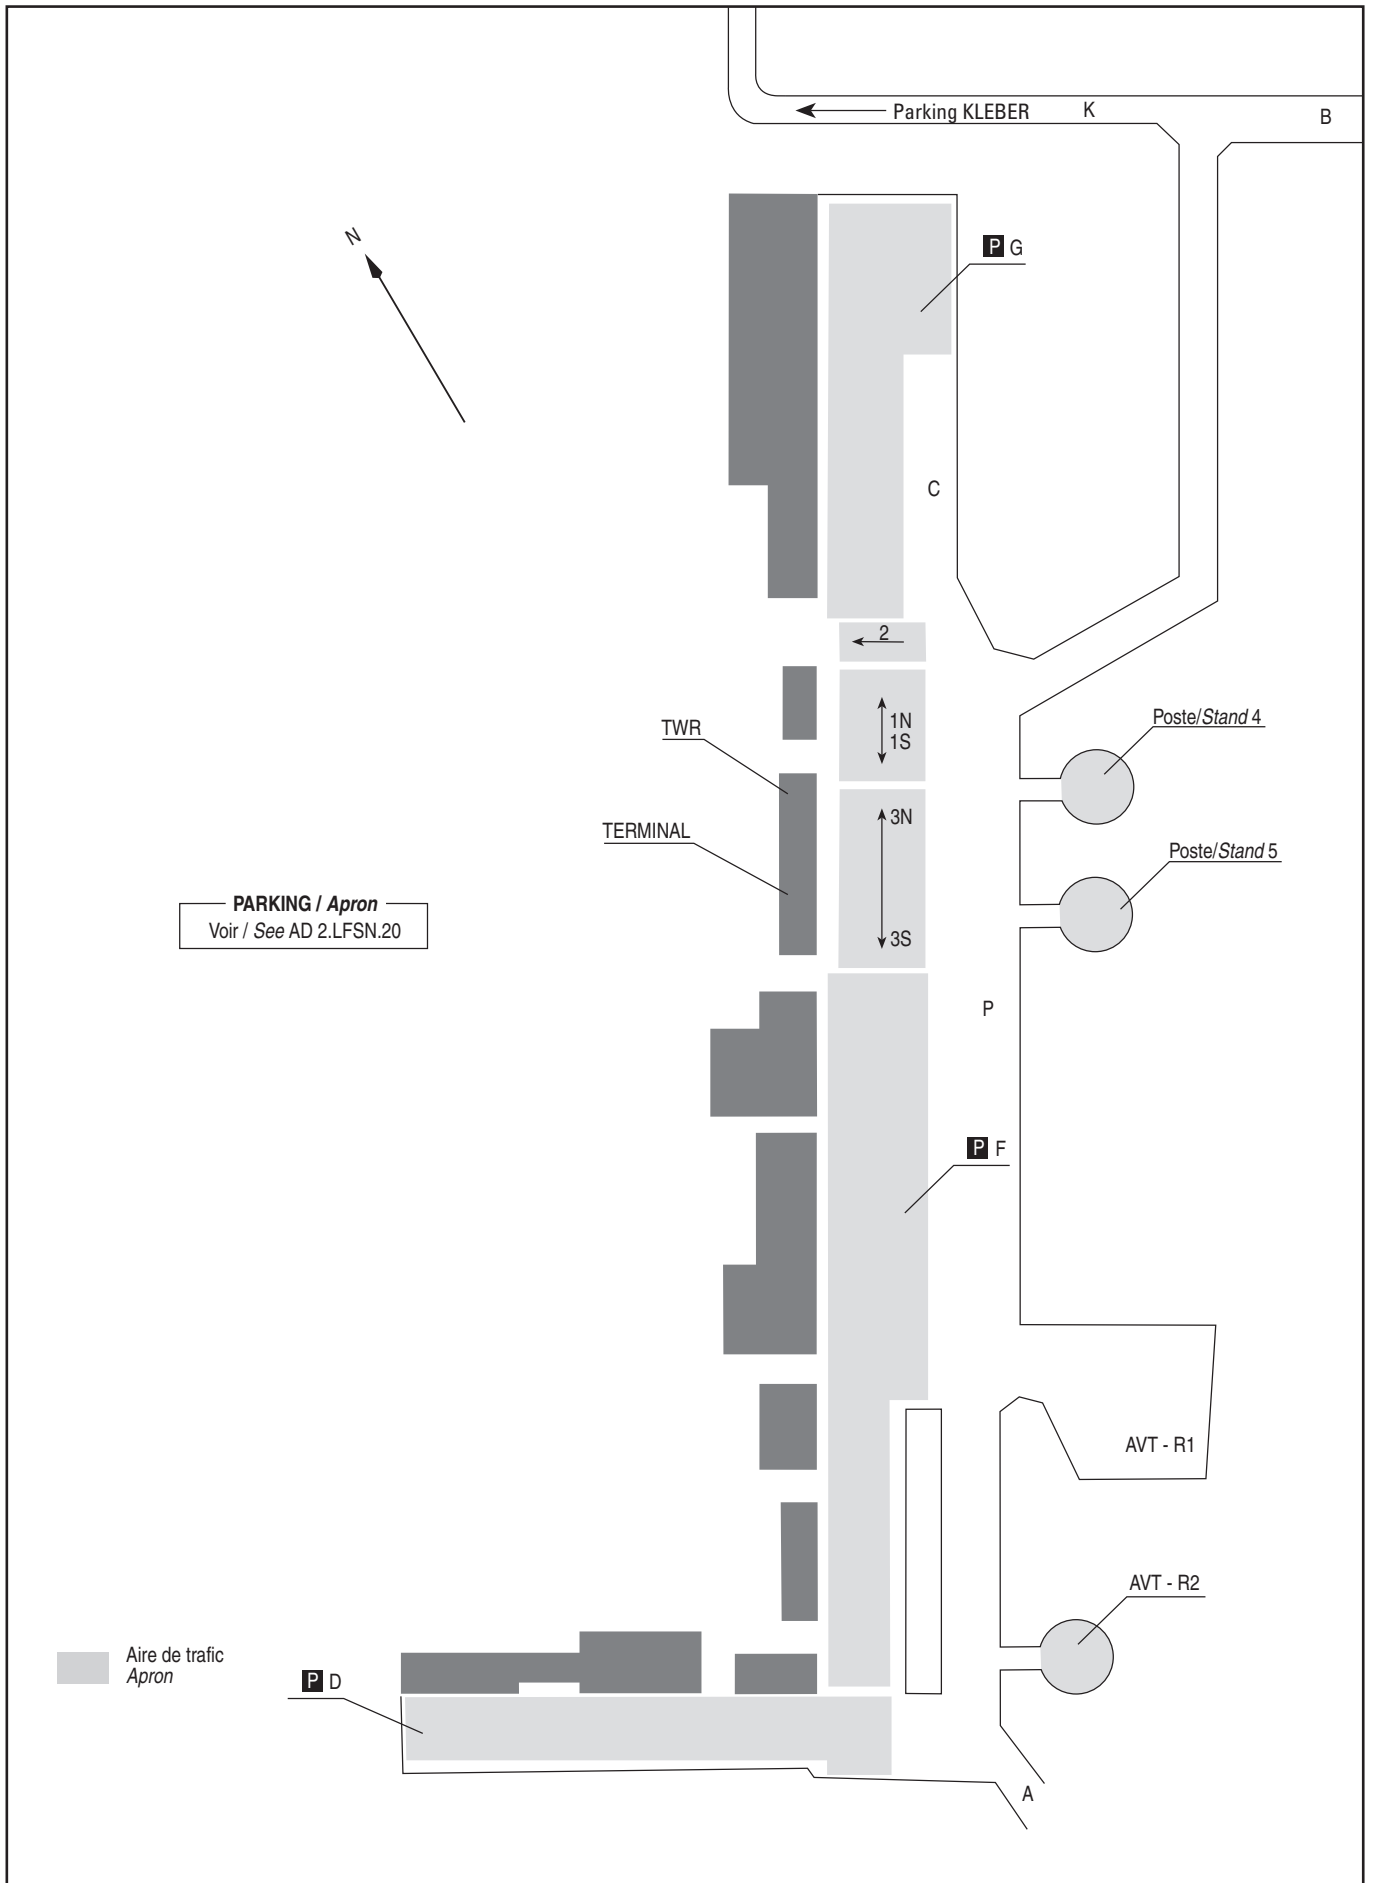 Parking KLEBER K
B
N
P G
C
2
1N
1S
TWR
Poste/Stand 4
3N
TERMINAL
Poste/Stand 5
PARKING / Apron
Voir / See AD 2.LFSN.20
3S
P
P F
AVT - R1
AVT - R2
Aire de trafic
Apron
P D
A